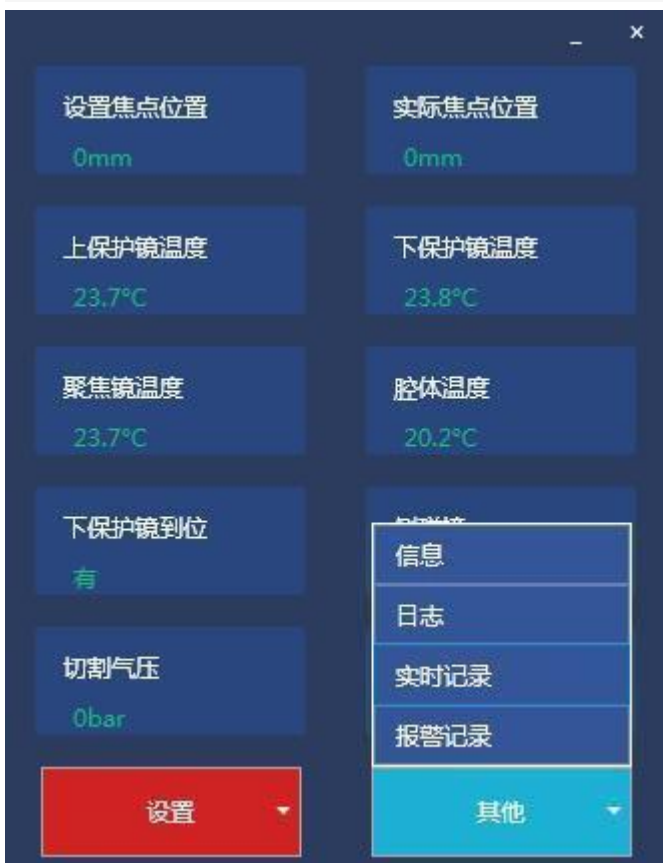 设置焦点位置
0mm
实际焦点位置
0mm
上保护镜温度
23.7°C
下保护镜温度
23.8°C
聚焦镜温度
23.7°C
腔体温度
20.2°C
下保护镜到位
有
信息
日志
实时记录
报警记录
切割气压
0bar
设置
其他